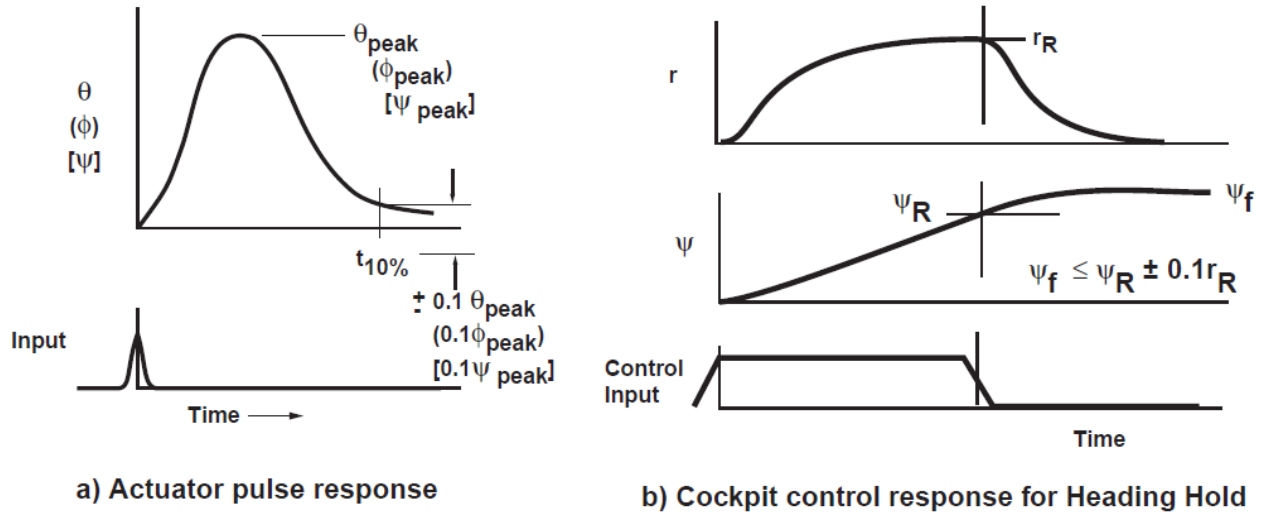 θpeak
(ϕpeak)
[ψ peak]
θ
(ϕ)
[ψ]
t10%
± 0.1 θpeak
(0.1ϕpeak)
[0.1ψ peak]
Input
Time
a) Actuator pulse response
r
rR
ψ
ψR
ψf
ψf ≤ ψR ± 0.1rR
Control
Input
Time
b) Cockpit control response for Heading Hold